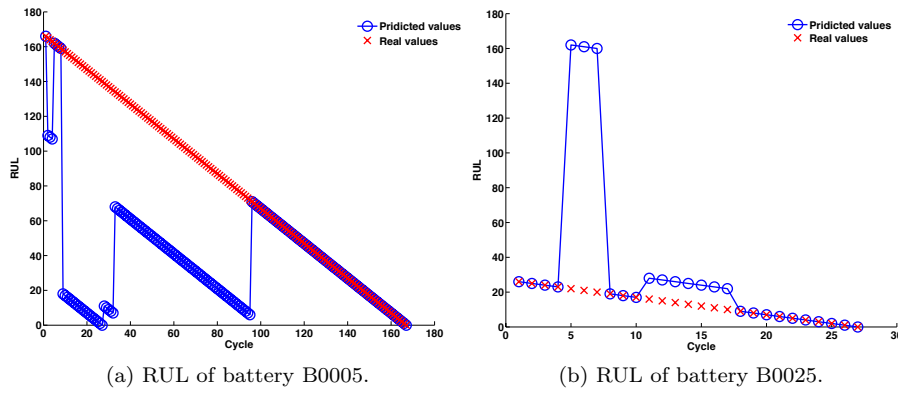 180
160
140
120
100
80
60
40
20
0
RUL
0 20 40 60 80 100 120 140 160 180
Cycle
Pridicted values
Real values
(a) RUL of battery B0005.
180
160
140
120
100
80
60
40
20
0
RUL
0 5 10 15 20 25 30
Cycle
Pridicted values
Real values
(b) RUL of battery B0025.